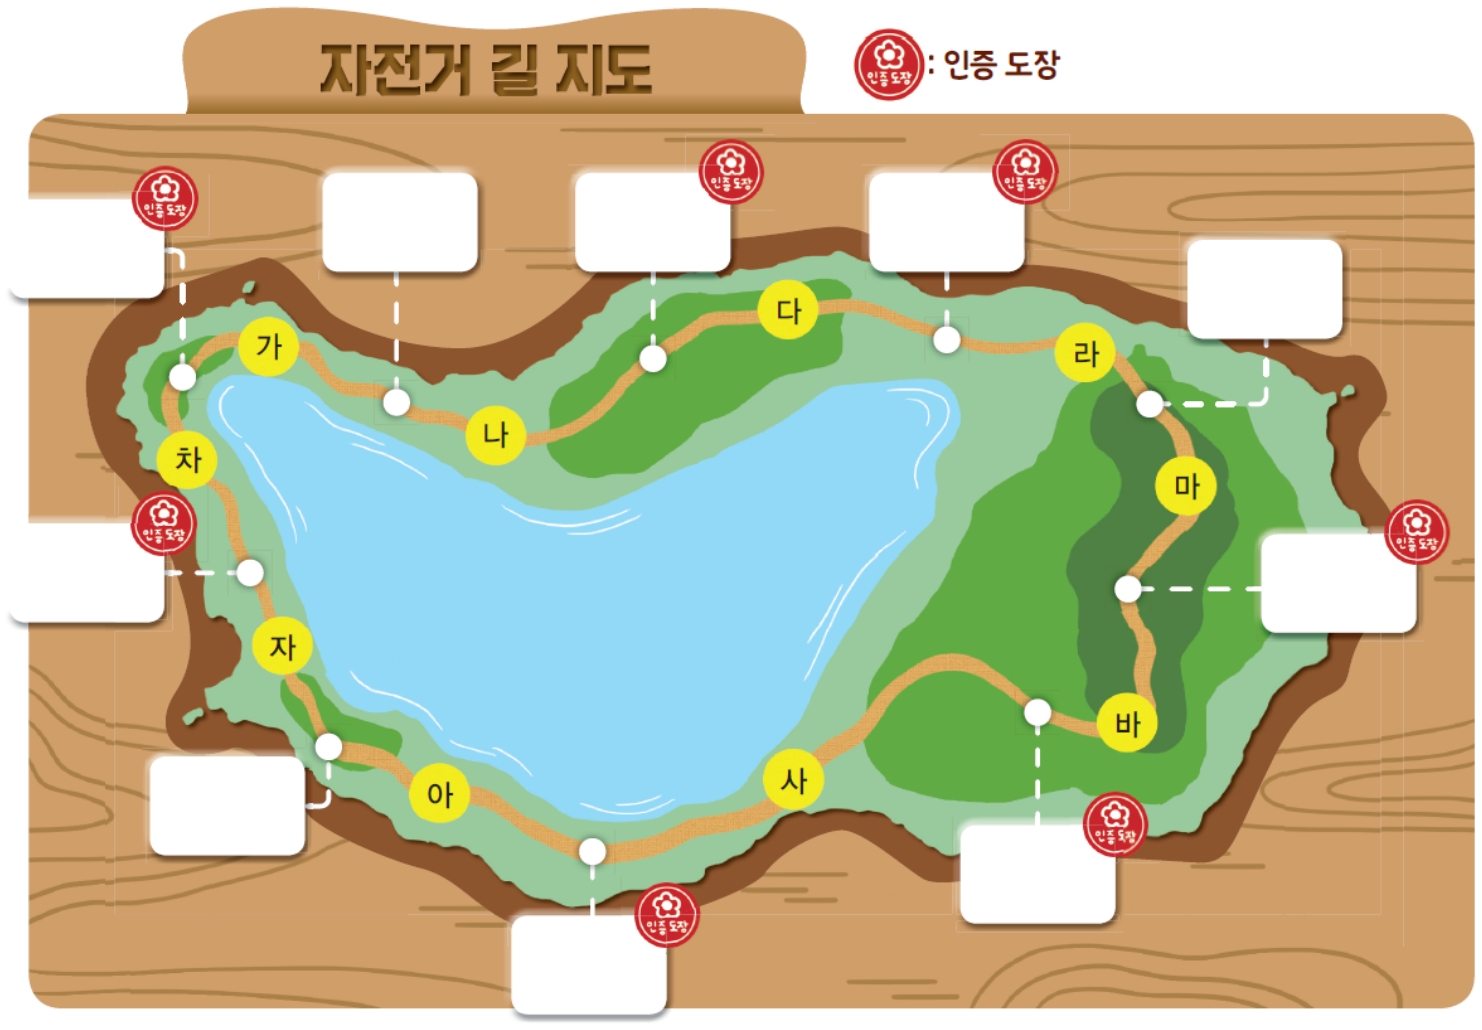 자전거 길 지도
인증 도장 : 인증 도장
인증 도장
인증 도장
인증 도장
가
다
라
나
차
마
인증 도장
인증 도장
자
바
사
아
인증 도장
인증 도장